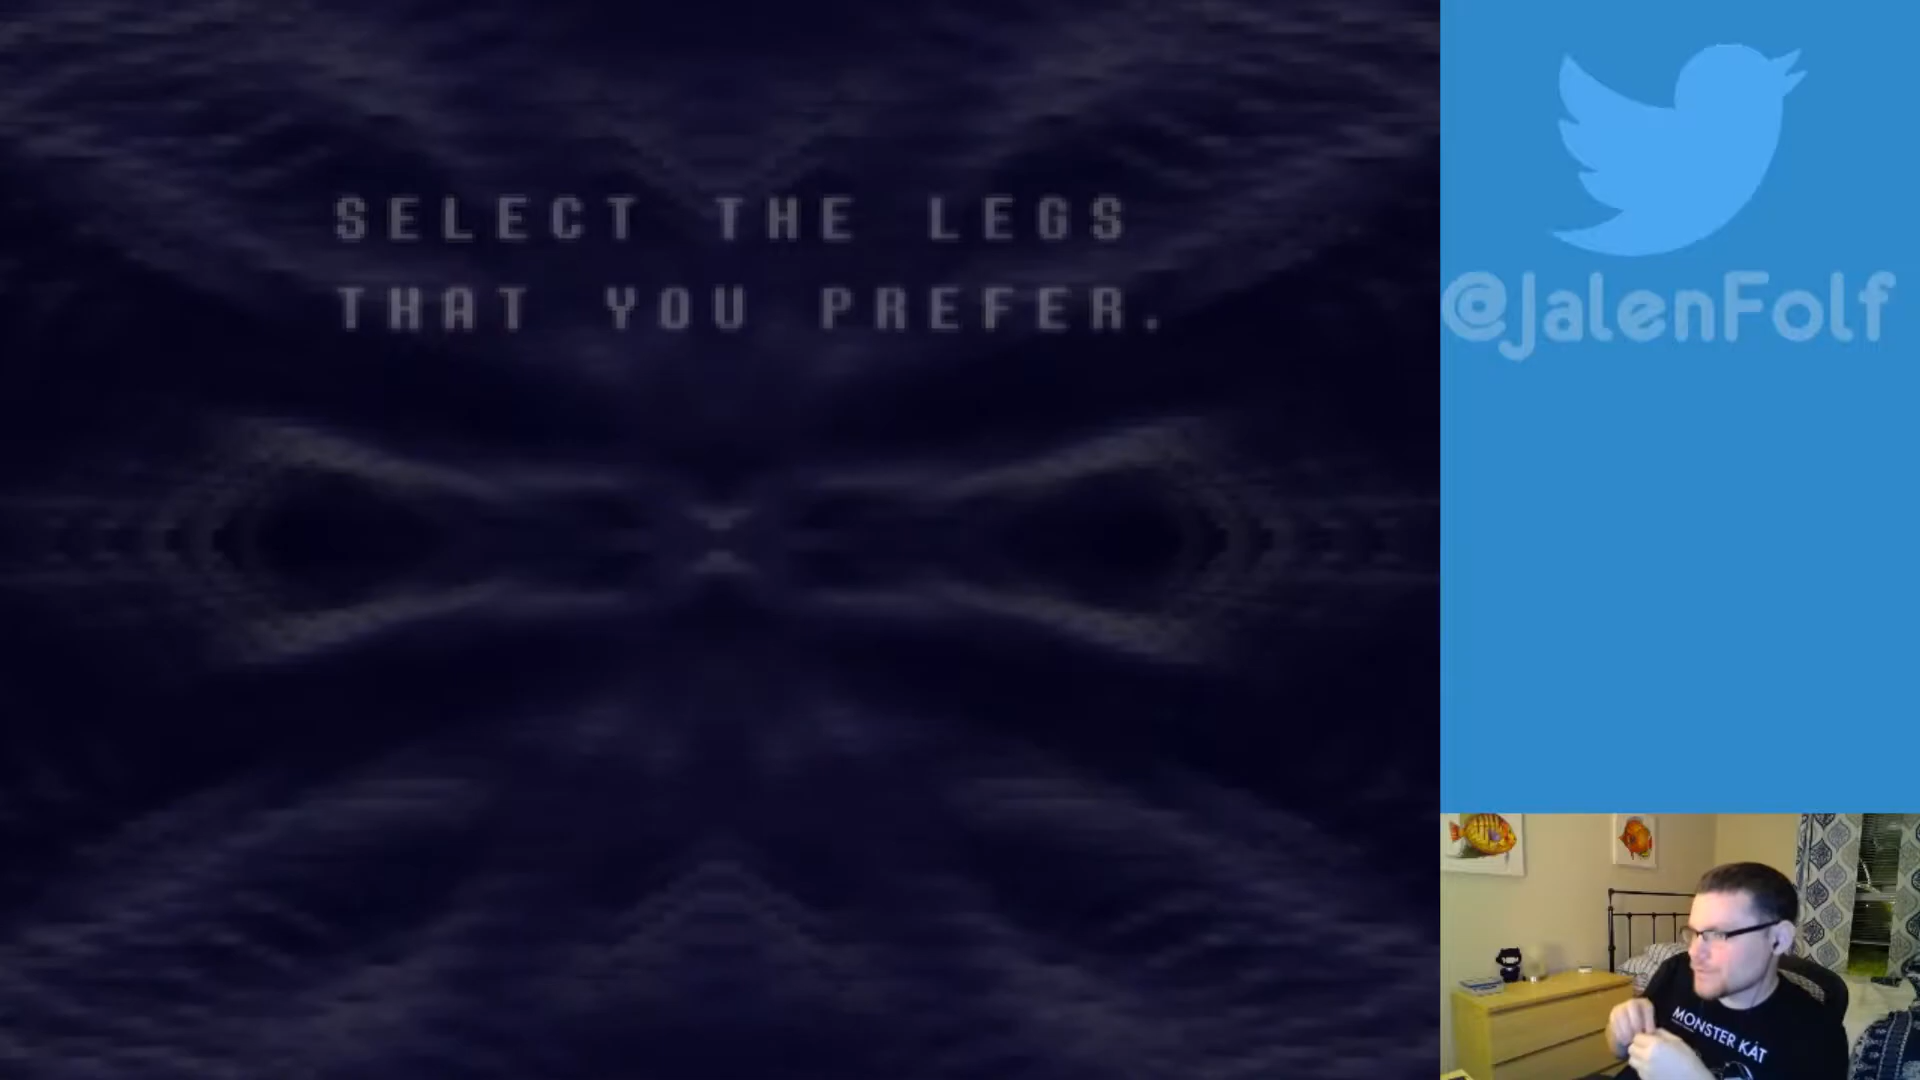 SELECT THE LEGS
THAT YOU PREFER.
@JalenFolf
MONSTER KAT